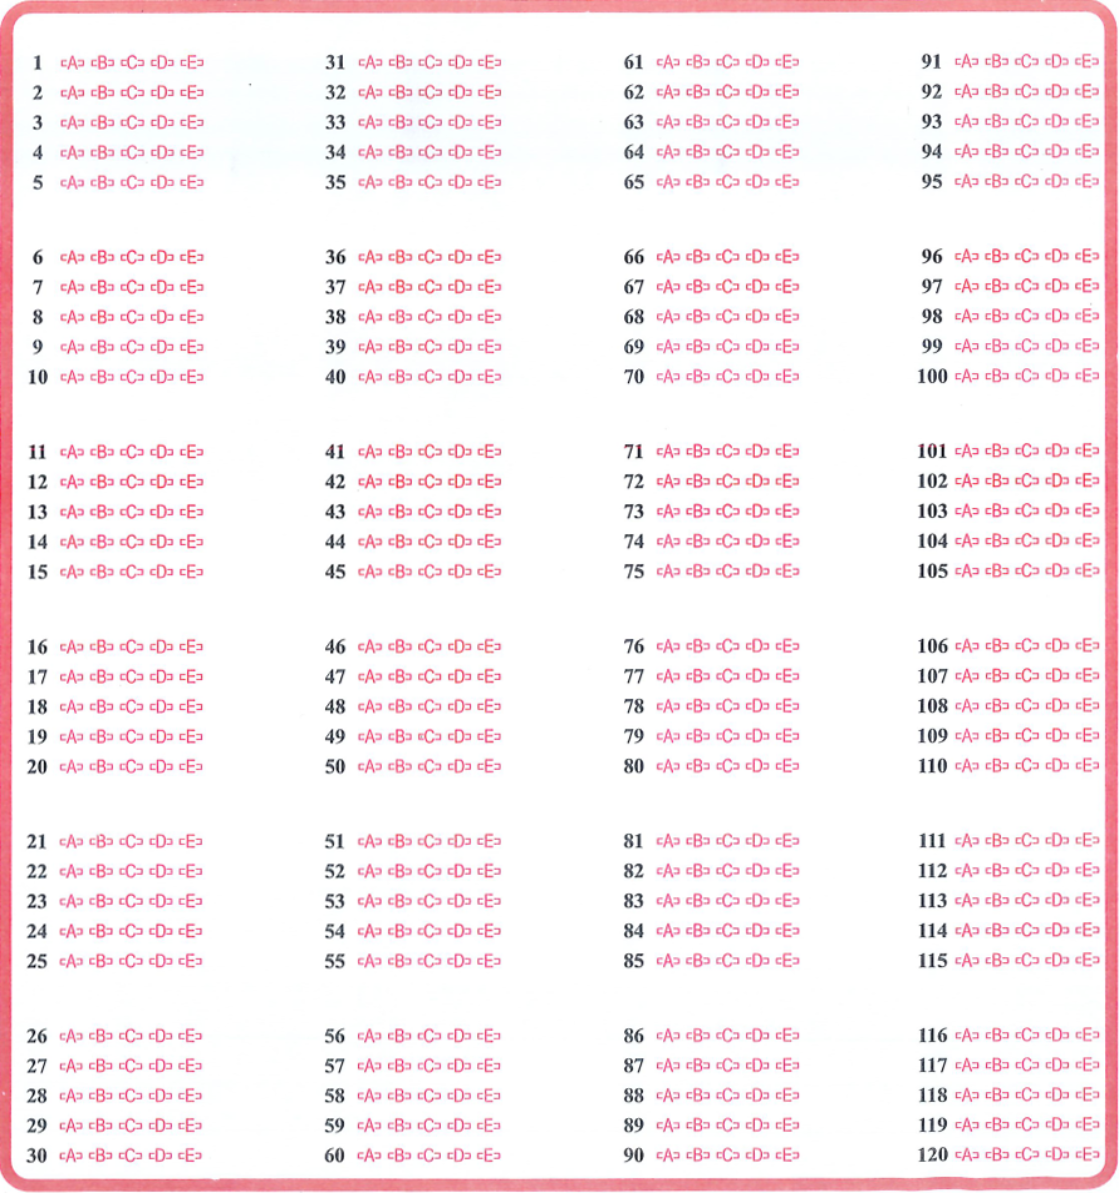 1 ⊂A⊃ ⊂B⊃ ⊂C⊃ ⊂D⊃ ⊂E⊃
2 ⊂A⊃ ⊂B⊃ ⊂C⊃ ⊂D⊃ ⊂E⊃
3 ⊂A⊃ ⊂B⊃ ⊂C⊃ ⊂D⊃ ⊂E⊃
4 ⊂A⊃ ⊂B⊃ ⊂C⊃ ⊂D⊃ ⊂E⊃
5 ⊂A⊃ ⊂B⊃ ⊂C⊃ ⊂D⊃ ⊂E⊃
6 ⊂A⊃ ⊂B⊃ ⊂C⊃ ⊂D⊃ ⊂E⊃
7 ⊂A⊃ ⊂B⊃ ⊂C⊃ ⊂D⊃ ⊂E⊃
8 ⊂A⊃ ⊂B⊃ ⊂C⊃ ⊂D⊃ ⊂E⊃
9 ⊂A⊃ ⊂B⊃ ⊂C⊃ ⊂D⊃ ⊂E⊃
10 ⊂A⊃ ⊂B⊃ ⊂C⊃ ⊂D⊃ ⊂E⊃
11 ⊂A⊃ ⊂B⊃ ⊂C⊃ ⊂D⊃ ⊂E⊃
12 ⊂A⊃ ⊂B⊃ ⊂C⊃ ⊂D⊃ ⊂E⊃
13 ⊂A⊃ ⊂B⊃ ⊂C⊃ ⊂D⊃ ⊂E⊃
14 ⊂A⊃ ⊂B⊃ ⊂C⊃ ⊂D⊃ ⊂E⊃
15 ⊂A⊃ ⊂B⊃ ⊂C⊃ ⊂D⊃ ⊂E⊃
16 ⊂A⊃ ⊂B⊃ ⊂C⊃ ⊂D⊃ ⊂E⊃
17 ⊂A⊃ ⊂B⊃ ⊂C⊃ ⊂D⊃ ⊂E⊃
18 ⊂A⊃ ⊂B⊃ ⊂C⊃ ⊂D⊃ ⊂E⊃
19 ⊂A⊃ ⊂B⊃ ⊂C⊃ ⊂D⊃ ⊂E⊃
20 ⊂A⊃ ⊂B⊃ ⊂C⊃ ⊂D⊃ ⊂E⊃
21 ⊂A⊃ ⊂B⊃ ⊂C⊃ ⊂D⊃ ⊂E⊃
22 ⊂A⊃ ⊂B⊃ ⊂C⊃ ⊂D⊃ ⊂E⊃
23 ⊂A⊃ ⊂B⊃ ⊂C⊃ ⊂D⊃ ⊂E⊃
24 ⊂A⊃ ⊂B⊃ ⊂C⊃ ⊂D⊃ ⊂E⊃
25 ⊂A⊃ ⊂B⊃ ⊂C⊃ ⊂D⊃ ⊂E⊃
26 ⊂A⊃ ⊂B⊃ ⊂C⊃ ⊂D⊃ ⊂E⊃
27 ⊂A⊃ ⊂B⊃ ⊂C⊃ ⊂D⊃ ⊂E⊃
28 ⊂A⊃ ⊂B⊃ ⊂C⊃ ⊂D⊃ ⊂E⊃
29 ⊂A⊃ ⊂B⊃ ⊂C⊃ ⊂D⊃ ⊂E⊃
30 ⊂A⊃ ⊂B⊃ ⊂C⊃ ⊂D⊃ ⊂E⊃
31 ⊂A⊃ ⊂B⊃ ⊂C⊃ ⊂D⊃ ⊂E⊃
32 ⊂A⊃ ⊂B⊃ ⊂C⊃ ⊂D⊃ ⊂E⊃
33 ⊂A⊃ ⊂B⊃ ⊂C⊃ ⊂D⊃ ⊂E⊃
34 ⊂A⊃ ⊂B⊃ ⊂C⊃ ⊂D⊃ ⊂E⊃
35 ⊂A⊃ ⊂B⊃ ⊂C⊃ ⊂D⊃ ⊂E⊃
36 ⊂A⊃ ⊂B⊃ ⊂C⊃ ⊂D⊃ ⊂E⊃
37 ⊂A⊃ ⊂B⊃ ⊂C⊃ ⊂D⊃ ⊂E⊃
38 ⊂A⊃ ⊂B⊃ ⊂C⊃ ⊂D⊃ ⊂E⊃
39 ⊂A⊃ ⊂B⊃ ⊂C⊃ ⊂D⊃ ⊂E⊃
40 ⊂A⊃ ⊂B⊃ ⊂C⊃ ⊂D⊃ ⊂E⊃
41 ⊂A⊃ ⊂B⊃ ⊂C⊃ ⊂D⊃ ⊂E⊃
42 ⊂A⊃ ⊂B⊃ ⊂C⊃ ⊂D⊃ ⊂E⊃
43 ⊂A⊃ ⊂B⊃ ⊂C⊃ ⊂D⊃ ⊂E⊃
44 ⊂A⊃ ⊂B⊃ ⊂C⊃ ⊂D⊃ ⊂E⊃
45 ⊂A⊃ ⊂B⊃ ⊂C⊃ ⊂D⊃ ⊂E⊃
46 ⊂A⊃ ⊂B⊃ ⊂C⊃ ⊂D⊃ ⊂E⊃
47 ⊂A⊃ ⊂B⊃ ⊂C⊃ ⊂D⊃ ⊂E⊃
48 ⊂A⊃ ⊂B⊃ ⊂C⊃ ⊂D⊃ ⊂E⊃
49 ⊂A⊃ ⊂B⊃ ⊂C⊃ ⊂D⊃ ⊂E⊃
50 ⊂A⊃ ⊂B⊃ ⊂C⊃ ⊂D⊃ ⊂E⊃
51 ⊂A⊃ ⊂B⊃ ⊂C⊃ ⊂D⊃ ⊂E⊃
52 ⊂A⊃ ⊂B⊃ ⊂C⊃ ⊂D⊃ ⊂E⊃
53 ⊂A⊃ ⊂B⊃ ⊂C⊃ ⊂D⊃ ⊂E⊃
54 ⊂A⊃ ⊂B⊃ ⊂C⊃ ⊂D⊃ ⊂E⊃
55 ⊂A⊃ ⊂B⊃ ⊂C⊃ ⊂D⊃ ⊂E⊃
56 ⊂A⊃ ⊂B⊃ ⊂C⊃ ⊂D⊃ ⊂E⊃
57 ⊂A⊃ ⊂B⊃ ⊂C⊃ ⊂D⊃ ⊂E⊃
58 ⊂A⊃ ⊂B⊃ ⊂C⊃ ⊂D⊃ ⊂E⊃
59 ⊂A⊃ ⊂B⊃ ⊂C⊃ ⊂D⊃ ⊂E⊃
60 ⊂A⊃ ⊂B⊃ ⊂C⊃ ⊂D⊃ ⊂E⊃
61 ⊂A⊃ ⊂B⊃ ⊂C⊃ ⊂D⊃ ⊂E⊃
62 ⊂A⊃ ⊂B⊃ ⊂C⊃ ⊂D⊃ ⊂E⊃
63 ⊂A⊃ ⊂B⊃ ⊂C⊃ ⊂D⊃ ⊂E⊃
64 ⊂A⊃ ⊂B⊃ ⊂C⊃ ⊂D⊃ ⊂E⊃
65 ⊂A⊃ ⊂B⊃ ⊂C⊃ ⊂D⊃ ⊂E⊃
66 ⊂A⊃ ⊂B⊃ ⊂C⊃ ⊂D⊃ ⊂E⊃
67 ⊂A⊃ ⊂B⊃ ⊂C⊃ ⊂D⊃ ⊂E⊃
68 ⊂A⊃ ⊂B⊃ ⊂C⊃ ⊂D⊃ ⊂E⊃
69 ⊂A⊃ ⊂B⊃ ⊂C⊃ ⊂D⊃ ⊂E⊃
70 ⊂A⊃ ⊂B⊃ ⊂C⊃ ⊂D⊃ ⊂E⊃
71 ⊂A⊃ ⊂B⊃ ⊂C⊃ ⊂D⊃ ⊂E⊃
72 ⊂A⊃ ⊂B⊃ ⊂C⊃ ⊂D⊃ ⊂E⊃
73 ⊂A⊃ ⊂B⊃ ⊂C⊃ ⊂D⊃ ⊂E⊃
74 ⊂A⊃ ⊂B⊃ ⊂C⊃ ⊂D⊃ ⊂E⊃
75 ⊂A⊃ ⊂B⊃ ⊂C⊃ ⊂D⊃ ⊂E⊃
76 ⊂A⊃ ⊂B⊃ ⊂C⊃ ⊂D⊃ ⊂E⊃
77 ⊂A⊃ ⊂B⊃ ⊂C⊃ ⊂D⊃ ⊂E⊃
78 ⊂A⊃ ⊂B⊃ ⊂C⊃ ⊂D⊃ ⊂E⊃
79 ⊂A⊃ ⊂B⊃ ⊂C⊃ ⊂D⊃ ⊂E⊃
80 ⊂A⊃ ⊂B⊃ ⊂C⊃ ⊂D⊃ ⊂E⊃
81 ⊂A⊃ ⊂B⊃ ⊂C⊃ ⊂D⊃ ⊂E⊃
82 ⊂A⊃ ⊂B⊃ ⊂C⊃ ⊂D⊃ ⊂E⊃
83 ⊂A⊃ ⊂B⊃ ⊂C⊃ ⊂D⊃ ⊂E⊃
84 ⊂A⊃ ⊂B⊃ ⊂C⊃ ⊂D⊃ ⊂E⊃
85 ⊂A⊃ ⊂B⊃ ⊂C⊃ ⊂D⊃ ⊂E⊃
86 ⊂A⊃ ⊂B⊃ ⊂C⊃ ⊂D⊃ ⊂E⊃
87 ⊂A⊃ ⊂B⊃ ⊂C⊃ ⊂D⊃ ⊂E⊃
88 ⊂A⊃ ⊂B⊃ ⊂C⊃ ⊂D⊃ ⊂E⊃
89 ⊂A⊃ ⊂B⊃ ⊂C⊃ ⊂D⊃ ⊂E⊃
90 ⊂A⊃ ⊂B⊃ ⊂C⊃ ⊂D⊃ ⊂E⊃
91 ⊂A⊃ ⊂B⊃ ⊂C⊃ ⊂D⊃ ⊂E⊃
92 ⊂A⊃ ⊂B⊃ ⊂C⊃ ⊂D⊃ ⊂E⊃
93 ⊂A⊃ ⊂B⊃ ⊂C⊃ ⊂D⊃ ⊂E⊃
94 ⊂A⊃ ⊂B⊃ ⊂C⊃ ⊂D⊃ ⊂E⊃
95 ⊂A⊃ ⊂B⊃ ⊂C⊃ ⊂D⊃ ⊂E⊃
96 ⊂A⊃ ⊂B⊃ ⊂C⊃ ⊂D⊃ ⊂E⊃
97 ⊂A⊃ ⊂B⊃ ⊂C⊃ ⊂D⊃ ⊂E⊃
98 ⊂A⊃ ⊂B⊃ ⊂C⊃ ⊂D⊃ ⊂E⊃
99 ⊂A⊃ ⊂B⊃ ⊂C⊃ ⊂D⊃ ⊂E⊃
100 ⊂A⊃ ⊂B⊃ ⊂C⊃ ⊂D⊃ ⊂E⊃
101 ⊂A⊃ ⊂B⊃ ⊂C⊃ ⊂D⊃ ⊂E⊃
102 ⊂A⊃ ⊂B⊃ ⊂C⊃ ⊂D⊃ ⊂E⊃
103 ⊂A⊃ ⊂B⊃ ⊂C⊃ ⊂D⊃ ⊂E⊃
104 ⊂A⊃ ⊂B⊃ ⊂C⊃ ⊂D⊃ ⊂E⊃
105 ⊂A⊃ ⊂B⊃ ⊂C⊃ ⊂D⊃ ⊂E⊃
106 ⊂A⊃ ⊂B⊃ ⊂C⊃ ⊂D⊃ ⊂E⊃
107 ⊂A⊃ ⊂B⊃ ⊂C⊃ ⊂D⊃ ⊂E⊃
108 ⊂A⊃ ⊂B⊃ ⊂C⊃ ⊂D⊃ ⊂E⊃
109 ⊂A⊃ ⊂B⊃ ⊂C⊃ ⊂D⊃ ⊂E⊃
110 ⊂A⊃ ⊂B⊃ ⊂C⊃ ⊂D⊃ ⊂E⊃
111 ⊂A⊃ ⊂B⊃ ⊂C⊃ ⊂D⊃ ⊂E⊃
112 ⊂A⊃ ⊂B⊃ ⊂C⊃ ⊂D⊃ ⊂E⊃
113 ⊂A⊃ ⊂B⊃ ⊂C⊃ ⊂D⊃ ⊂E⊃
114 ⊂A⊃ ⊂B⊃ ⊂C⊃ ⊂D⊃ ⊂E⊃
115 ⊂A⊃ ⊂B⊃ ⊂C⊃ ⊂D⊃ ⊂E⊃
116 ⊂A⊃ ⊂B⊃ ⊂C⊃ ⊂D⊃ ⊂E⊃
117 ⊂A⊃ ⊂B⊃ ⊂C⊃ ⊂D⊃ ⊂E⊃
118 ⊂A⊃ ⊂B⊃ ⊂C⊃ ⊂D⊃ ⊂E⊃
119 ⊂A⊃ ⊂B⊃ ⊂C⊃ ⊂D⊃ ⊂E⊃
120 ⊂A⊃ ⊂B⊃ ⊂C⊃ ⊂D⊃ ⊂E⊃